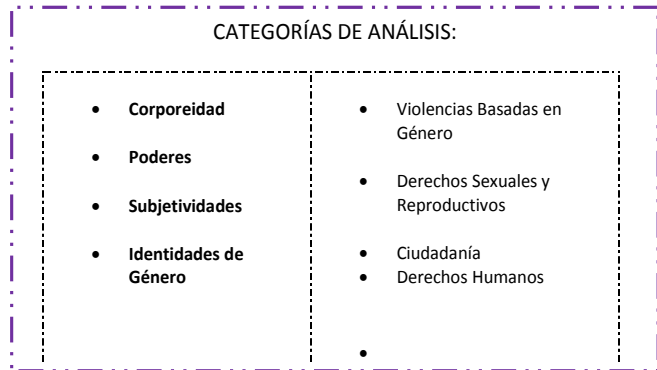 CATEGORÍAS DE ANÁLISIS:
• Corporeidad
• Poderes
• Subjetividades
• Identidades de
Género
• Violencias Basadas en
Género
• Derechos Sexuales y
Reproductivos
• Ciudadanía
• Derechos Humanos
•